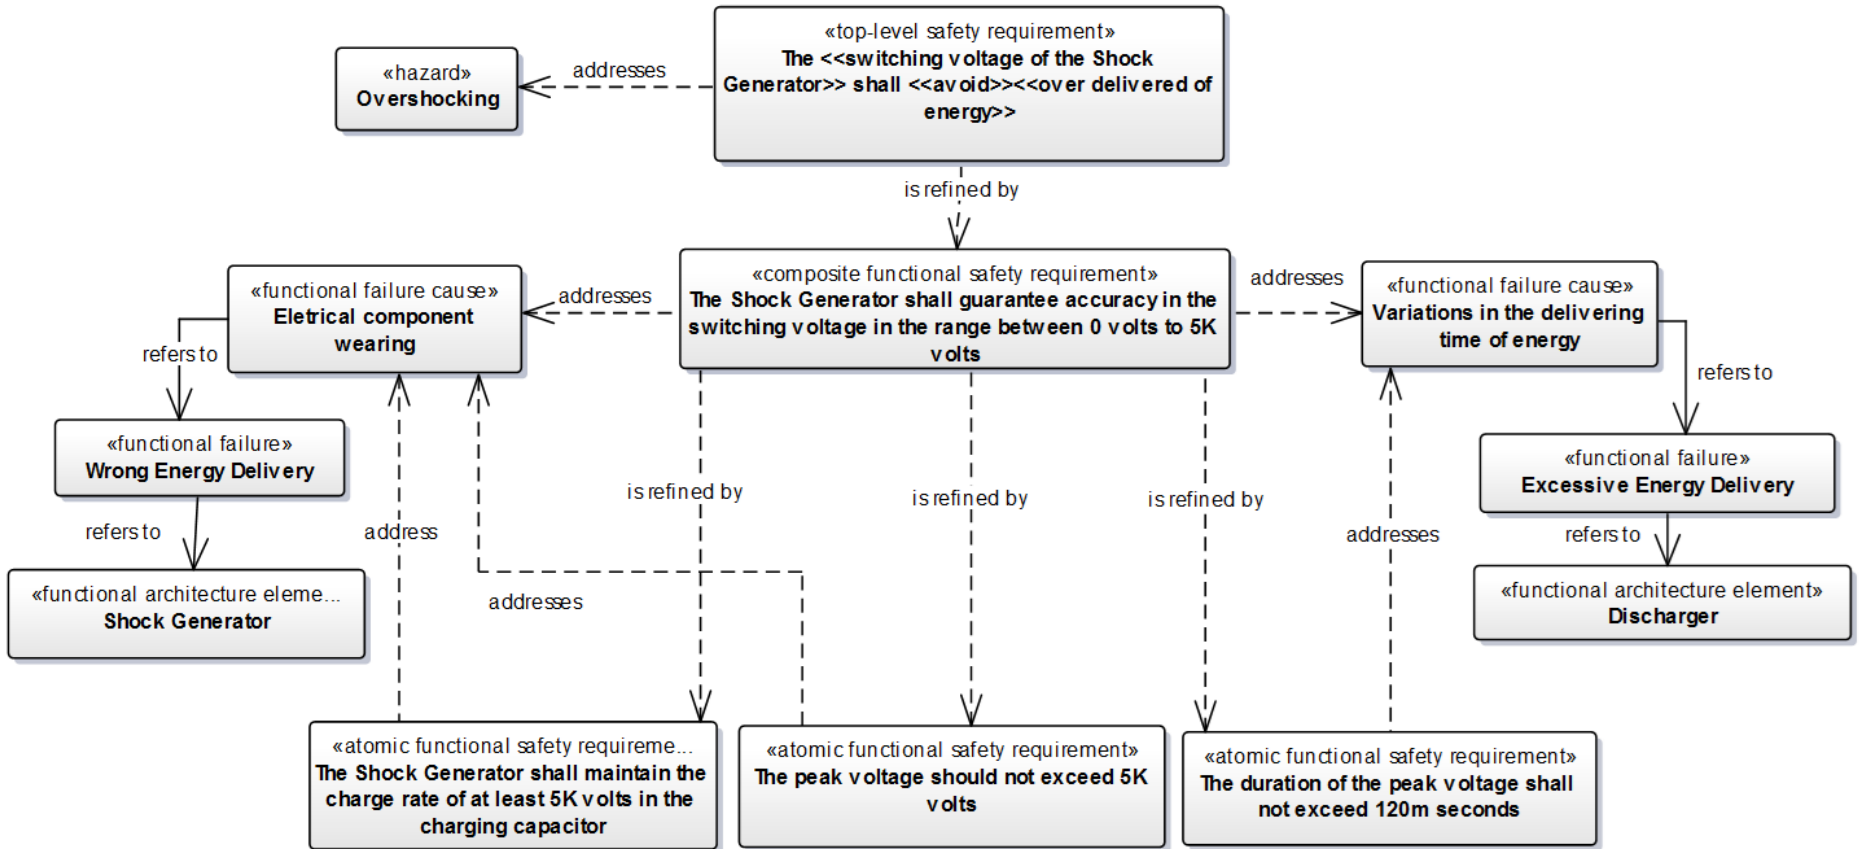 «top-level safety requirement»
The <<switching voltage of the Shock
Generator>> shall <<avoid>><<over delivered of
energy>>
«hazard»
Overshocking
addresses
is refined by
«composite functional safety requirement»
The Shock Generator shall guarantee accuracy in the
switching voltage in the range between 0 volts to 5K
volts
«functional failure cause»
Eletrical component
wearing
addresses
addresses
«functional failure cause»
Variations in the delivering
time of energy
refers to
refers to
«functional failure»
Wrong Energy Delivery
«functional failure»
Excessive Energy Delivery
is refined by
is refined by
is refined by
refers to
address
addresses
refers to
«functional architecture eleme...
Shock Generator
addresses
«functional architecture element»
Discharger
«atomic functional safety requireme...
The Shock Generator shall maintain the
charge rate of at least 5K volts in the
charging capacitor
«atomic functional safety requirement»
The peak voltage should not exceed 5K
volts
«atomic functional safety requirement»
The duration of the peak voltage shall
not exceed 120m seconds